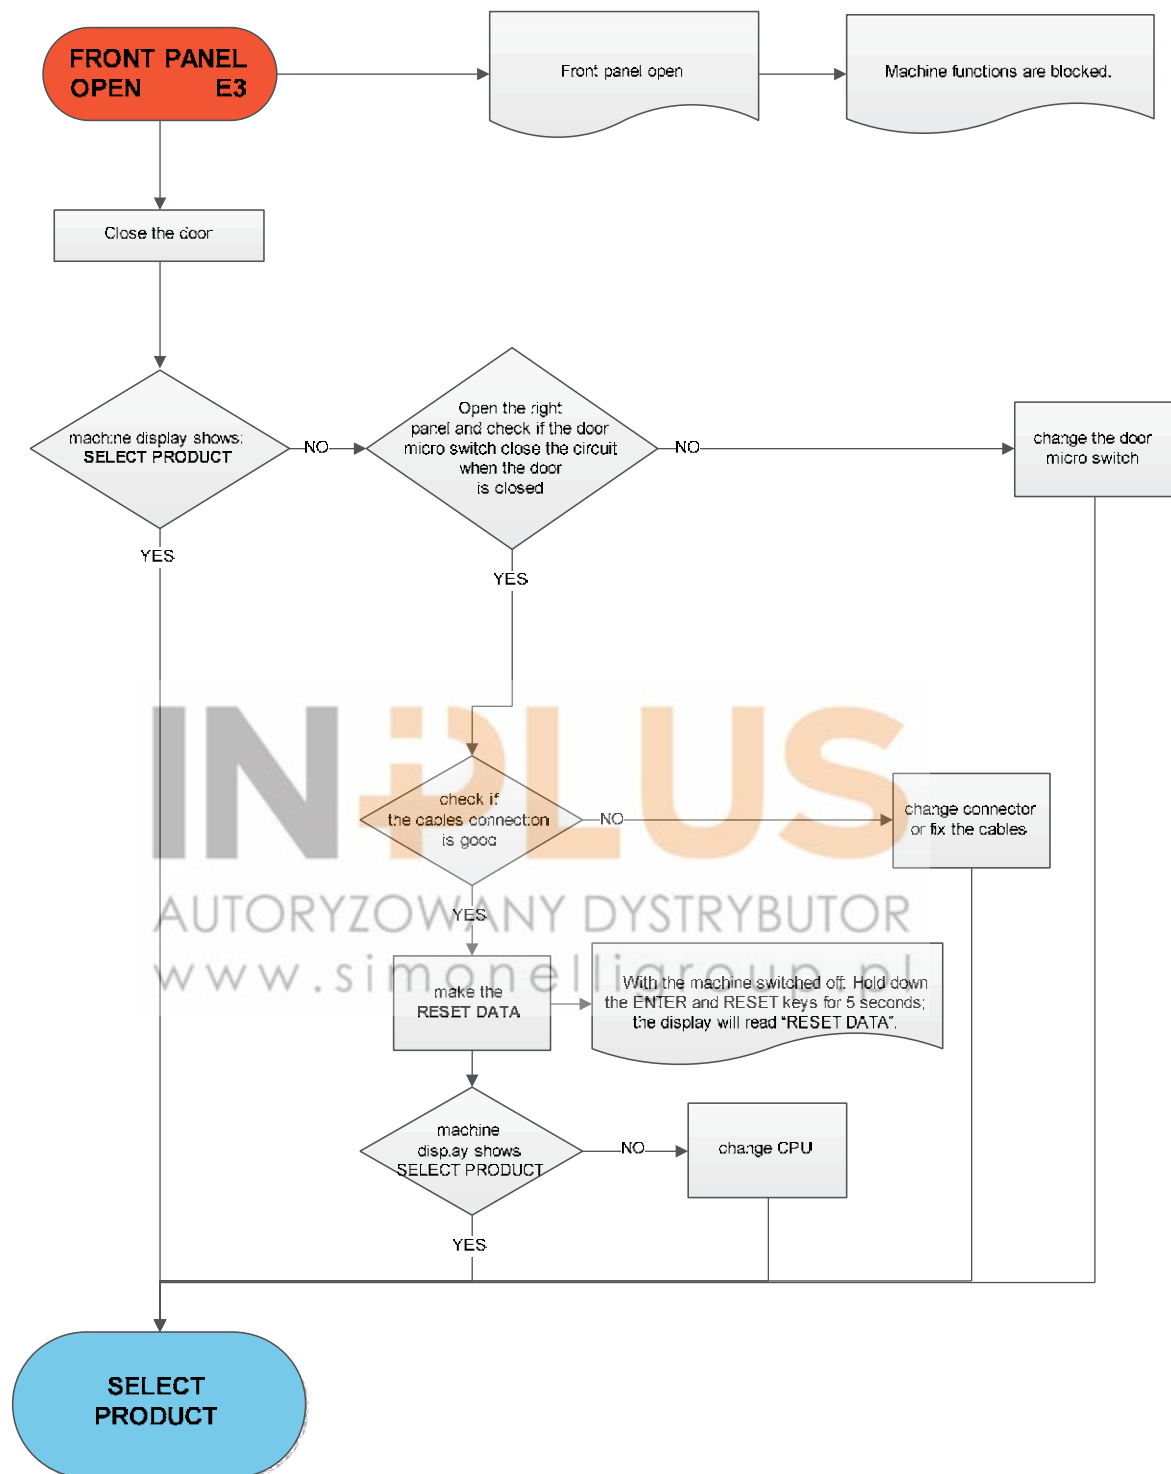 FRONT PANEL
OPEN E3
Front panel open
Machine functions are blocked.
Close the door
machine display shows:
SELECT PRODUCT
NO
Open the right
panel and check if the door
micro switch close the circuit
when the door
is closed
NO
change the door
micro switch
YES
YES
INPLUS
AUTORYZOWANY DYSTRYBUTOR
www.simonelligroup.pl
check if
the cables connection
is good
NO
change connector
or fix the cables
YES
make the
RESET DATA
With the machine switched off: Hold down
the ENTER and RESET keys for 5 seconds;
the display will read “RESET DATA”.
machine
display shows
SELECT PRODUCT
NO
change CPU
YES
SELECT
PRODUCT